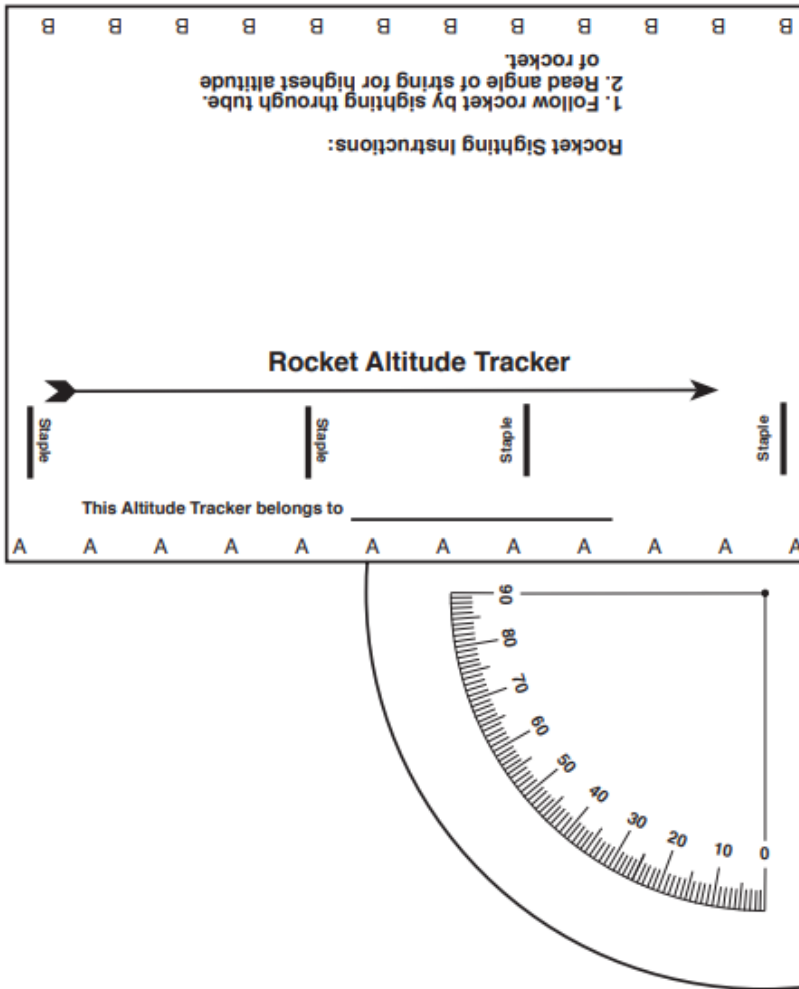 B B B B B B B B B B B B
Rocket Sighting Instructions:
1. Follow rocket by sighting through tube.
2. Read angle of string for highest altitude
of rocket.
Rocket Altitude Tracker
Staple Staple Staple Staple
This Altitude Tracker belongs to
A A A A A A A A A A A A
90
80
70
60
50
40
30
20
10
0